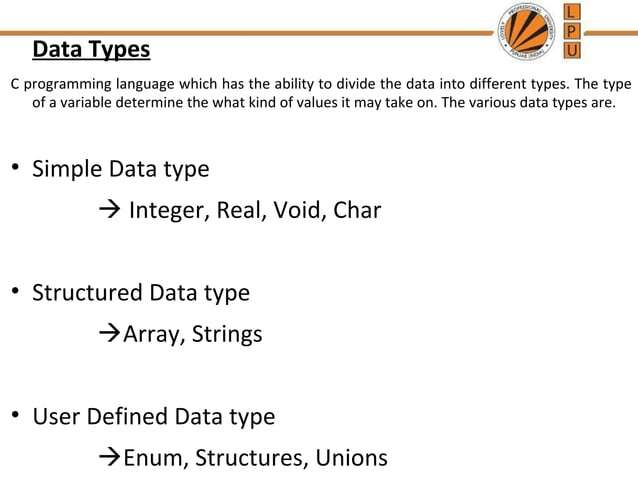 L
P
U
Data Types
C programming language which has the ability to divide the data into different types. The type
of a variable determine the what kind of values it may take on. The various data types are.
• Simple Data type
→ Integer, Real, Void, Char
• Structured Data type
→Array, Strings
• User Defined Data type
→Enum, Structures, Unions